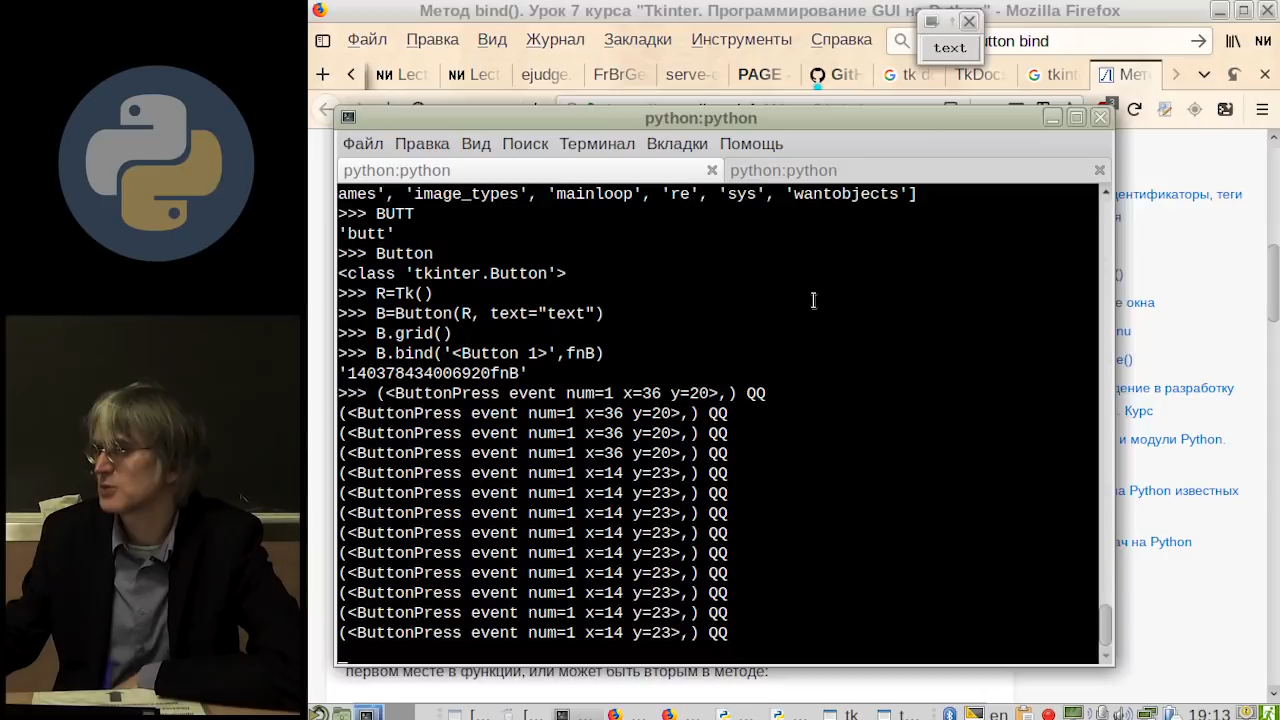 Метод bind(). Урок 7 курса "Tkinter. Программирование GUI на Python" - Mozilla Firefox
Файл Правка Вид Журнал Закладки Инструменты Справка
utton bind
text
Lect
Lect
ejudge.
FrBrGe
serve-c
PAGE -
GitH
tk d
TkDocs
tkint
Мето
python:python
Файл Правка Вид Поиск Терминал Вкладки Помощь
python:python
python:python
ames', 'image_types', 'mainloop', 're', 'sys', 'wantobjects']
>>> BUTT
'butt'
>>> Button
<class 'tkinter.Button'>
>>> R=Tk()
>>> B=Button(R, text="text")
>>> B.grid()
>>> B.bind('<Button 1>',fnB)
'140378434006920fnB'
>>> (<ButtonPress event num=1 x=36 y=20>,) QQ
(<ButtonPress event num=1 x=36 y=20>,) QQ
(<ButtonPress event num=1 x=36 y=20>,) QQ
(<ButtonPress event num=1 x=36 y=20>,) QQ
(<ButtonPress event num=1 x=14 y=23>,) QQ
(<ButtonPress event num=1 x=14 y=23>,) QQ
(<ButtonPress event num=1 x=14 y=23>,) QQ
(<ButtonPress event num=1 x=14 y=23>,) QQ
(<ButtonPress event num=1 x=14 y=23>,) QQ
(<ButtonPress event num=1 x=14 y=23>,) QQ
(<ButtonPress event num=1 x=14 y=23>,) QQ
(<ButtonPress event num=1 x=14 y=23>,) QQ
(<ButtonPress event num=1 x=14 y=23>,) QQ
первом месте в функции, или может быть вторым в методе:
дентификаторы, теги
я
()
ые окна
nu
е()
дение в разработку
. Курс
и модули Python.
на Python известных
ач на Python
en
19:13